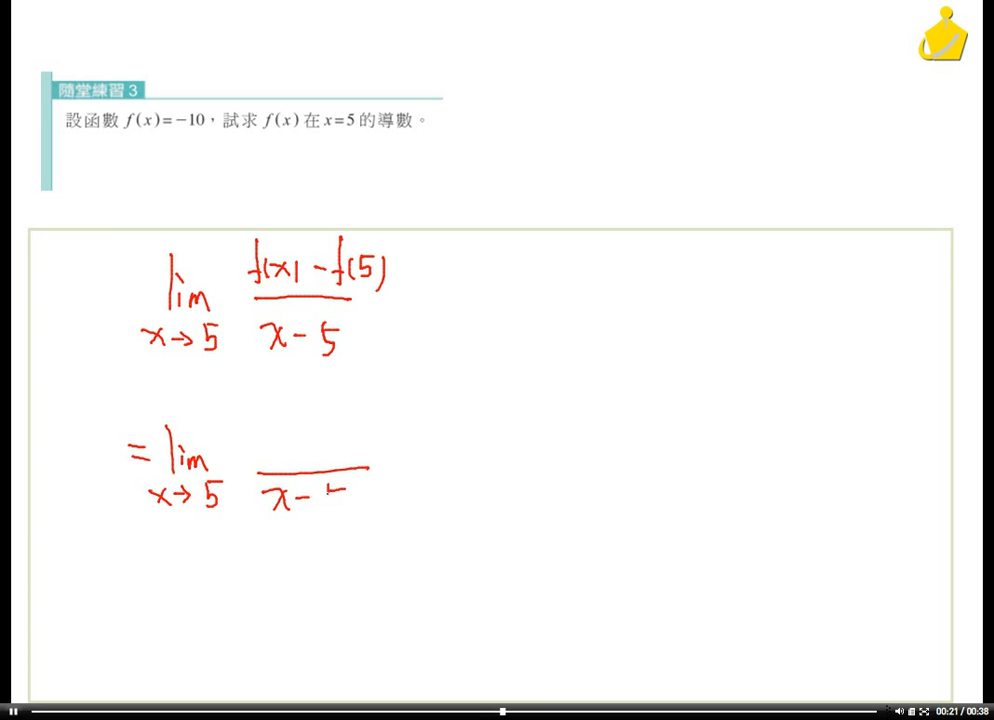 隨堂練習 3
設函數 f(x)=−10，試求 f(x) 在 x=5 的導數。
f(x) − f(5)
lim
x→5 x − 5
= lim
x→5 x −
00:21 / 00:38